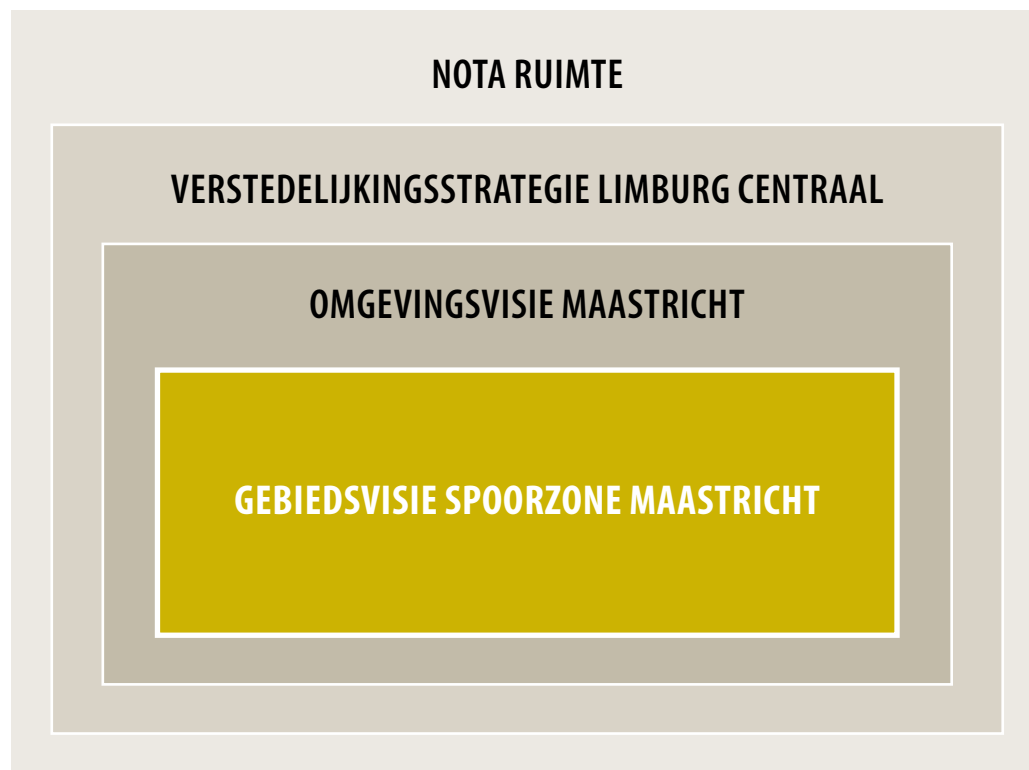 NOTA RUIMTE
VERSTEDELIJKINGSSTRATEGIE LIMBURG CENTRAAL
OMGEVINGSVISIE MAASTRICHT
GEBIEDSVISIE SPOORZONE MAASTRICHT